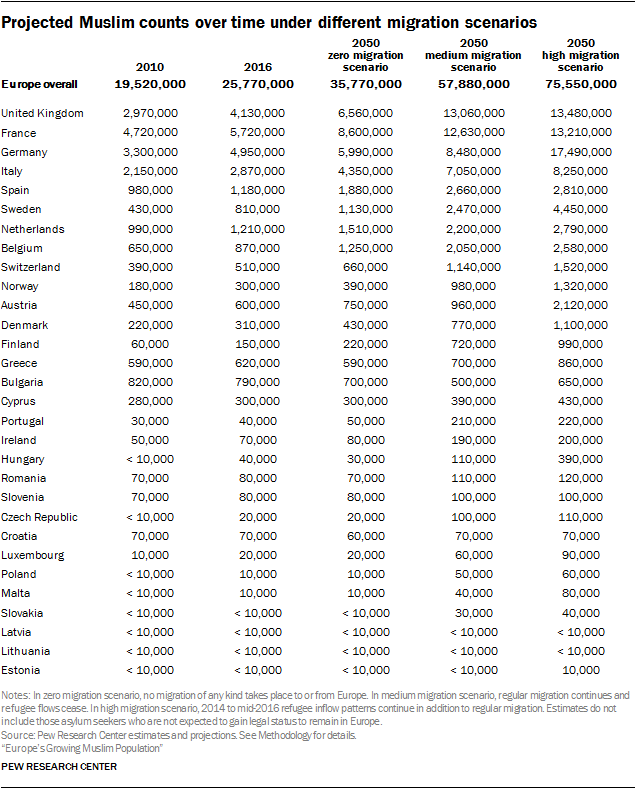 Projected Muslim counts over time under different migration scenarios
2050 2050 2050
zero migration medium migration high migration
2010 2016 scenario scenario scenario
Europe overall 19,520,000 25,770,000 35,770,000 57,880,000 75,550,000
United Kingdom 2,970,000 4,130,000 6,560,000 13,060,000 13,480,000
France 4,720,000 5,720,000 8,600,000 12,630,000 13,210,000
Germany 3,300,000 4,950,000 5,990,000 8,480,000 17,490,000
Italy 2,150,000 2,870,000 4,350,000 7,050,000 8,250,000
Spain 980,000 1,180,000 1,880,000 2,660,000 2,810,000
Sweden 430,000 810,000 1,130,000 2,470,000 4,450,000
Netherlands 990,000 1,210,000 1,510,000 2,200,000 2,790,000
Belgium 650,000 870,000 1,250,000 2,050,000 2,580,000
Switzerland 390,000 510,000 660,000 1,140,000 1,520,000
Norway 180,000 300,000 390,000 980,000 1,320,000
Austria 450,000 600,000 750,000 960,000 2,120,000
Denmark 220,000 310,000 430,000 770,000 1,100,000
Finland 60,000 150,000 220,000 720,000 990,000
Greece 590,000 620,000 590,000 700,000 860,000
Bulgaria 820,000 790,000 700,000 500,000 650,000
Cyprus 280,000 300,000 300,000 390,000 430,000
Portugal 30,000 40,000 50,000 210,000 220,000
Ireland 50,000 70,000 80,000 190,000 200,000
Hungary < 10,000 40,000 30,000 110,000 390,000
Romania 70,000 80,000 70,000 110,000 120,000
Slovenia 70,000 80,000 80,000 100,000 100,000
Czech Republic < 10,000 20,000 20,000 100,000 110,000
Croatia 70,000 70,000 60,000 70,000 70,000
Luxembourg 10,000 20,000 20,000 60,000 90,000
Poland < 10,000 10,000 10,000 50,000 60,000
Malta < 10,000 10,000 10,000 40,000 80,000
Slovakia < 10,000 < 10,000 < 10,000 30,000 40,000
Latvia < 10,000 < 10,000 < 10,000 < 10,000 < 10,000
Lithuania < 10,000 < 10,000 < 10,000 < 10,000 < 10,000
Estonia < 10,000 < 10,000 < 10,000 < 10,000 10,000
Notes: In zero migration scenario, no migration of any kind takes place to or from Europe. In medium migration scenario, regular migration continues and
refugee flows cease. In high migration scenario, 2014 to mid-2016 refugee inflow patterns continue in addition to regular migration. Estimates do not
include those asylum seekers who are not expected to gain legal status to remain in Europe.
Source: Pew Research Center estimates and projections. See Methodology for details.
“Europe’s Growing Muslim Population”
PEW RESEARCH CENTER